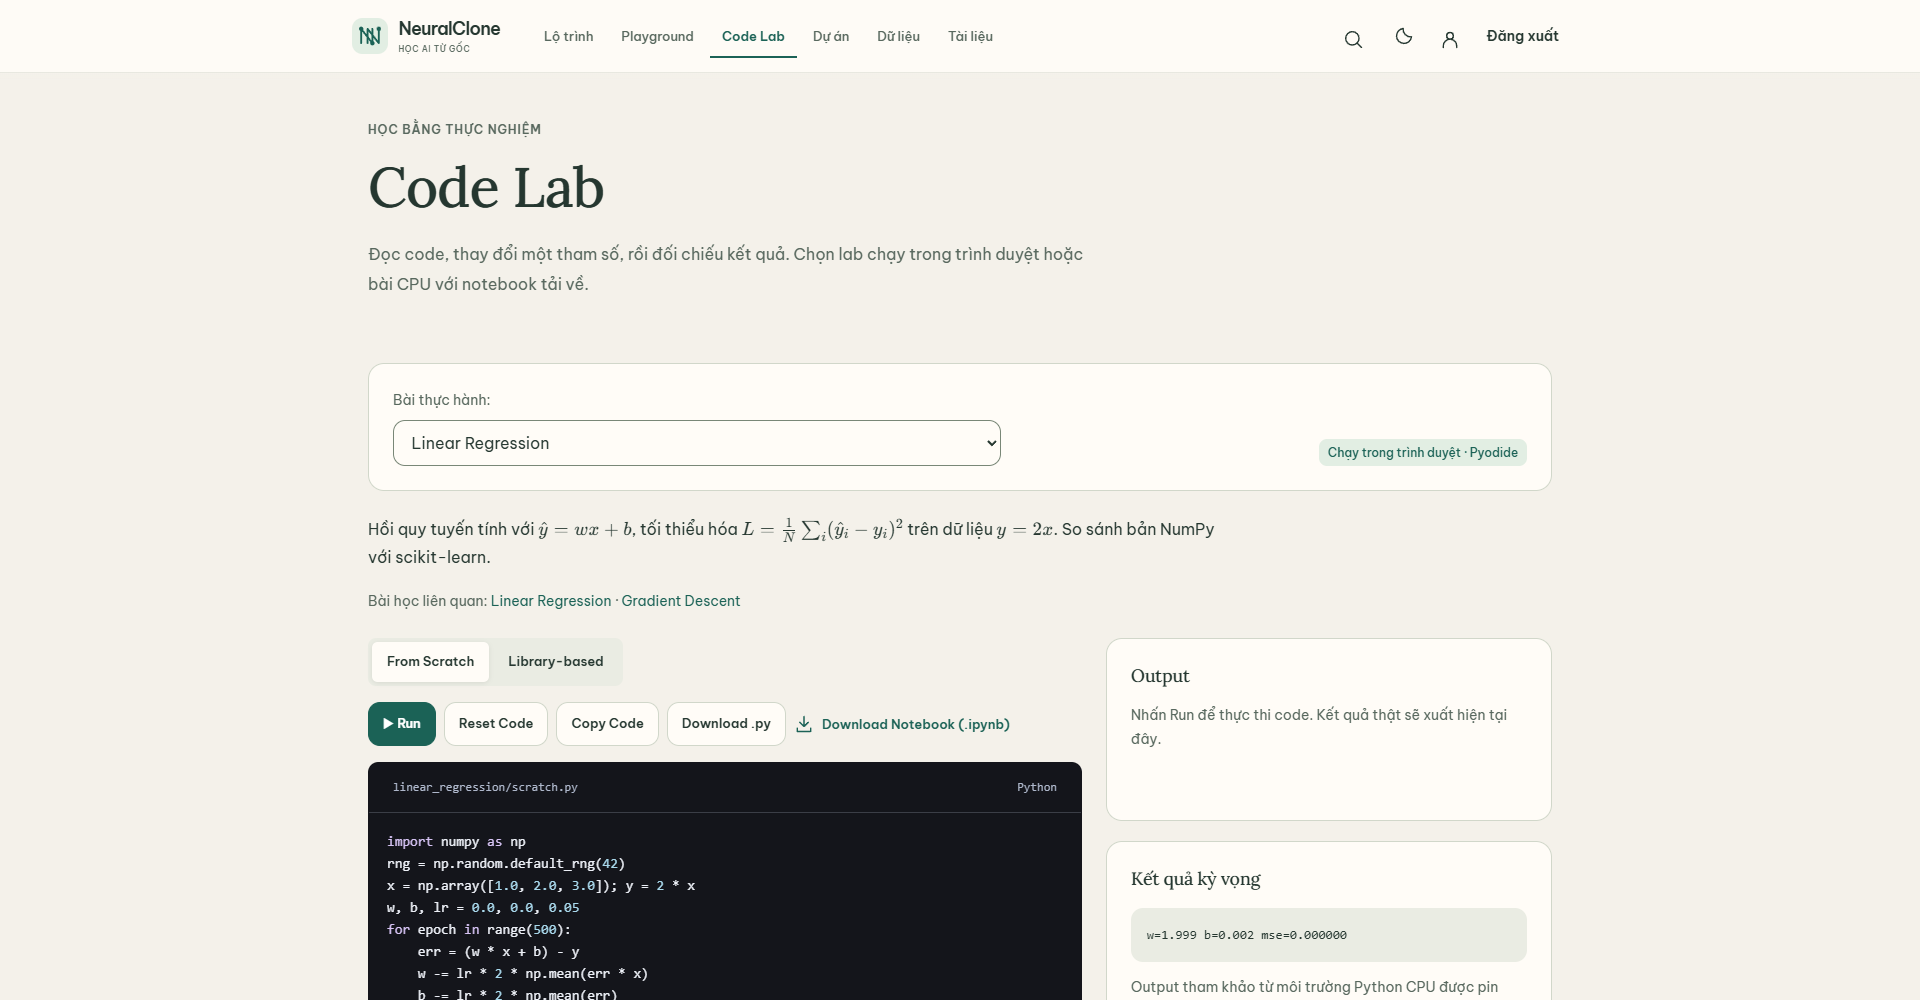 NeuralClone
HỌC AI TỪ GỐC
Lộ trình
Playground
Code Lab
Dự án
Dữ liệu
Tài liệu
Đăng xuất
HỌC BẰNG THỰC NGHIỆM
Code Lab
Đọc code, thay đổi một tham số, rồi đối chiếu kết quả. Chọn lab chạy trong trình duyệt hoặc
bài CPU với notebook tải về.
Bài thực hành:
Linear Regression
Chạy trong trình duyệt · Pyodide
Hồi quy tuyến tính với ŷ = wx + b, tối thiểu hóa L = 1/N ∑ᵢ(ŷᵢ − yᵢ)² trên dữ liệu y = 2x. So sánh bản NumPy
với scikit-learn.
Bài học liên quan: Linear Regression · Gradient Descent
From Scratch
Library-based
▶ Run
Reset Code
Copy Code
Download .py
Download Notebook (.ipynb)
linear_regression/scratch.py
Python
import numpy as np
rng = np.random.default_rng(42)
x = np.array([1.0, 2.0, 3.0]); y = 2 * x
w, b, lr = 0.0, 0.0, 0.05
for epoch in range(500):
    err = (w * x + b) - y
    w -= lr * 2 * np.mean(err * x)
    b -= lr * 2 * np.mean(err)
Output
Nhấn Run để thực thi code. Kết quả thật sẽ xuất hiện tại
đây.
Kết quả kỳ vọng
w=1.999 b=0.002 mse=0.000000
Output tham khảo từ môi trường Python CPU được pin